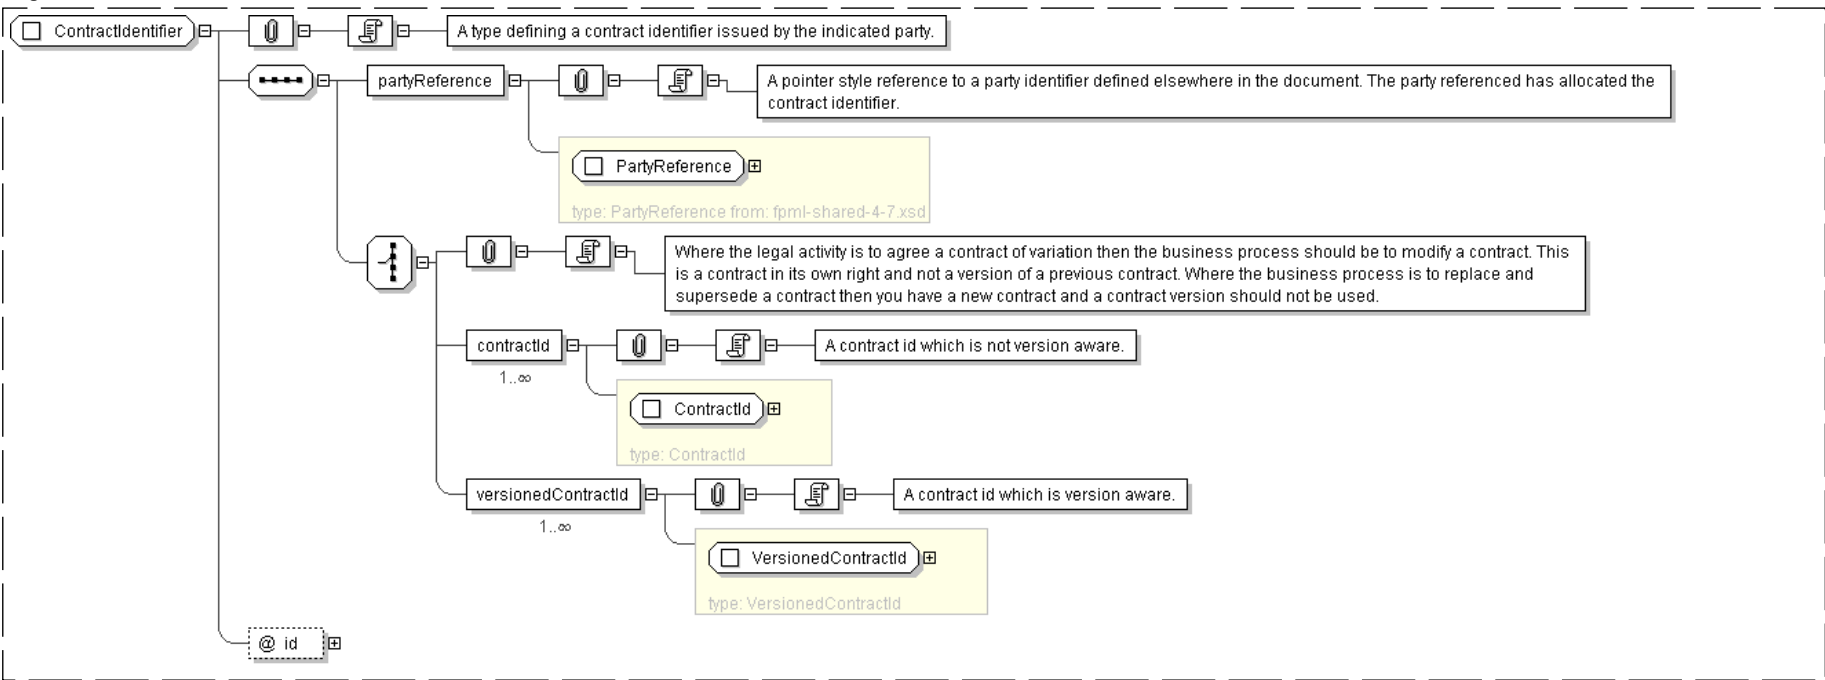 ContractIdentifier
A type defining a contract identifier issued by the indicated party.
partyReference
A pointer style reference to a party identifier defined elsewhere in the document. The party referenced has allocated the
contract identifier.
PartyReference
type: PartyReference from: fpml-shared-4-7.xsd
Where the legal activity is to agree a contract of variation then the business process should be to modify a contract. This
is a contract in its own right and not a version of a previous contract. Where the business process is to replace and
supersede a contract then you have a new contract and a contract version should not be used.
contractId
A contract id which is not version aware.
1..∞
ContractId
type: ContractId
versionedContractId
A contract id which is version aware.
1..∞
VersionedContractId
type: VersionedContractId
@ id